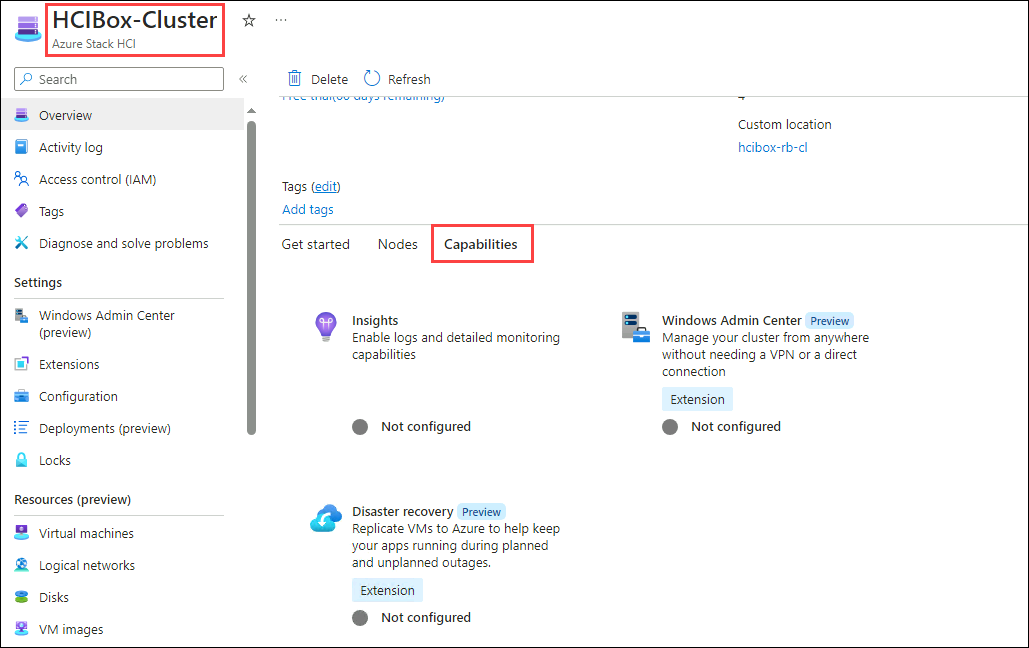 HCIBox-Cluster
Azure Stack HCI
Search
Overview
Activity log
Access control (IAM)
Tags
Diagnose and solve problems
Settings
Windows Admin Center
(preview)
Extensions
Configuration
Deployments (preview)
Locks
Resources (preview)
Virtual machines
Logical networks
Disks
VM images
Delete
Refresh
Free trial(60 days remaining)
Custom location
hcibox-rb-cl
Tags (edit)
Add tags
Get started
Nodes
Capabilities
Insights
Enable logs and detailed monitoring
capabilities
Not configured
Windows Admin Center Preview
Manage your cluster from anywhere
without needing a VPN or a direct
connection
Extension
Not configured
Disaster recovery Preview
Replicate VMs to Azure to help keep
your apps running during planned
and unplanned outages.
Extension
Not configured